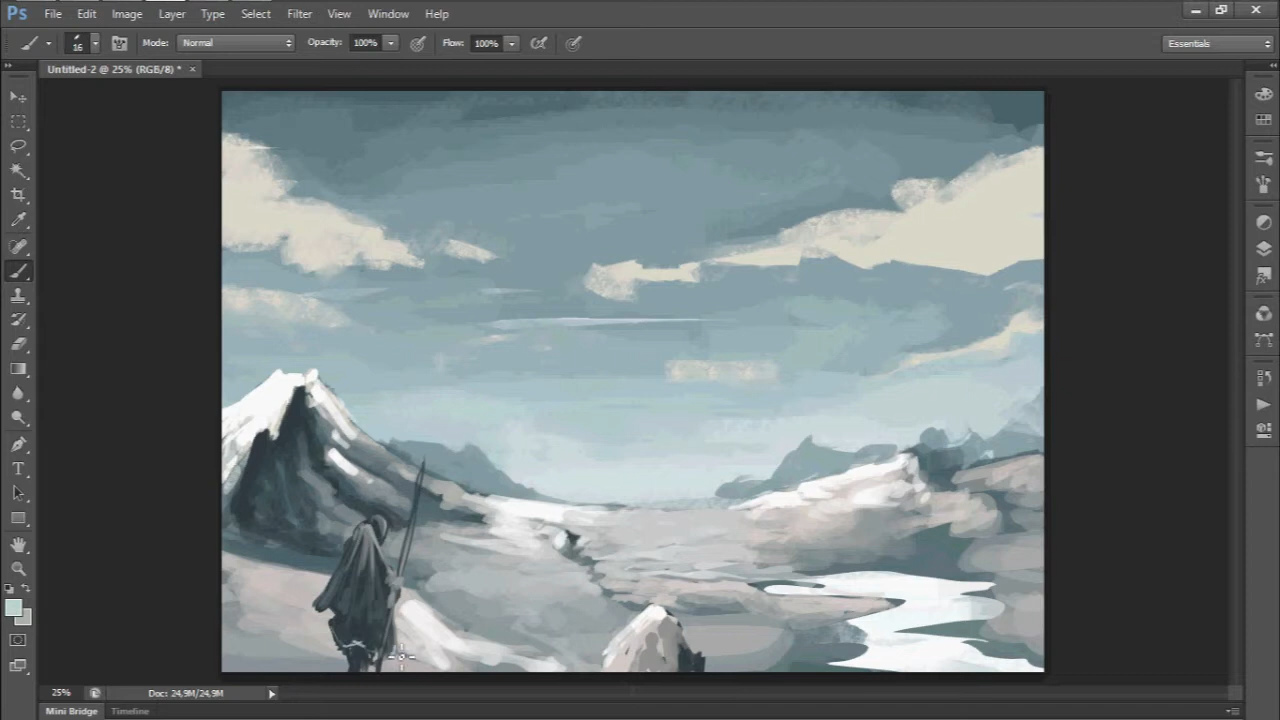 Ps File Edit Image Layer Type Select Filter View Window Help
16 Mode: Normal Opacity: 100% Flow: 100% Essentials
Untitled-2 @ 25% (RGB/8) * ×
T
25% Doc: 24,9M/24,9M
Mini Bridge Timeline